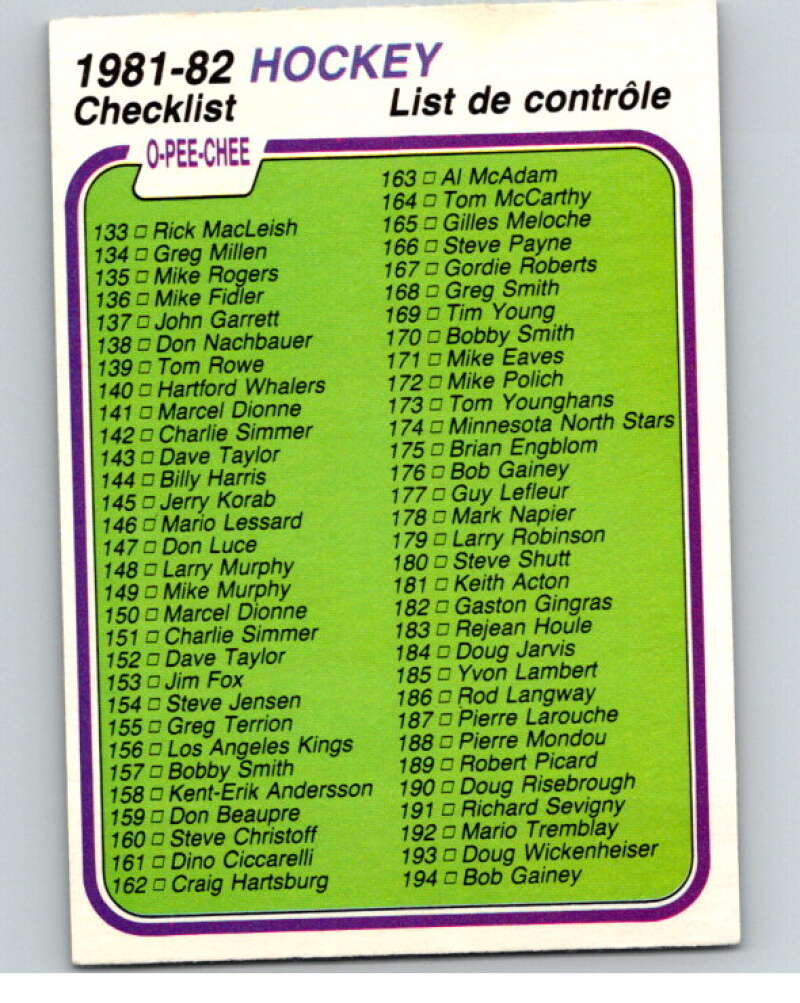 1981-82 HOCKEY
Checklist
List de contrôle
O-PEE-CHEE
133 □ Rick MacLeish
134 □ Greg Millen
135 □ Mike Rogers
136 □ Mike Fidler
137 □ John Garrett
138 □ Don Nachbauer
139 □ Tom Rowe
140 □ Hartford Whalers
141 □ Marcel Dionne
142 □ Charlie Simmer
143 □ Dave Taylor
144 □ Billy Harris
145 □ Jerry Korab
146 □ Mario Lessard
147 □ Don Luce
148 □ Larry Murphy
149 □ Mike Murphy
150 □ Marcel Dionne
151 □ Charlie Simmer
152 □ Dave Taylor
153 □ Jim Fox
154 □ Steve Jensen
155 □ Greg Terrion
156 □ Los Angeles Kings
157 □ Bobby Smith
158 □ Kent-Erik Andersson
159 □ Don Beaupre
160 □ Steve Christoff
161 □ Dino Ciccarelli
162 □ Craig Hartsburg
163 □ Al McAdam
164 □ Tom McCarthy
165 □ Gilles Meloche
166 □ Steve Payne
167 □ Gordie Roberts
168 □ Greg Smith
169 □ Tim Young
170 □ Bobby Smith
171 □ Mike Eaves
172 □ Mike Polich
173 □ Tom Younghans
174 □ Minnesota North Stars
175 □ Brian Engblom
176 □ Bob Gainey
177 □ Guy Lefleur
178 □ Mark Napier
179 □ Larry Robinson
180 □ Steve Shutt
181 □ Keith Acton
182 □ Gaston Gingras
183 □ Rejean Houle
184 □ Doug Jarvis
185 □ Yvon Lambert
186 □ Rod Langway
187 □ Pierre Larouche
188 □ Pierre Mondou
189 □ Robert Picard
190 □ Doug Risebrough
191 □ Richard Sevigny
192 □ Mario Tremblay
193 □ Doug Wickenheiser
194 □ Bob Gainey